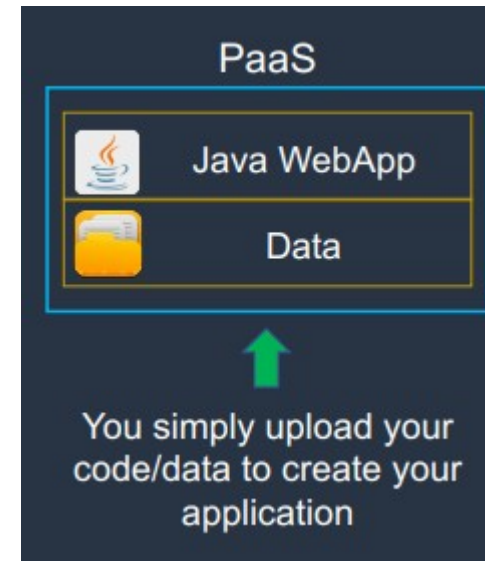 PaaS
Java WebApp
Data
You simply upload your
code/data to create your
application